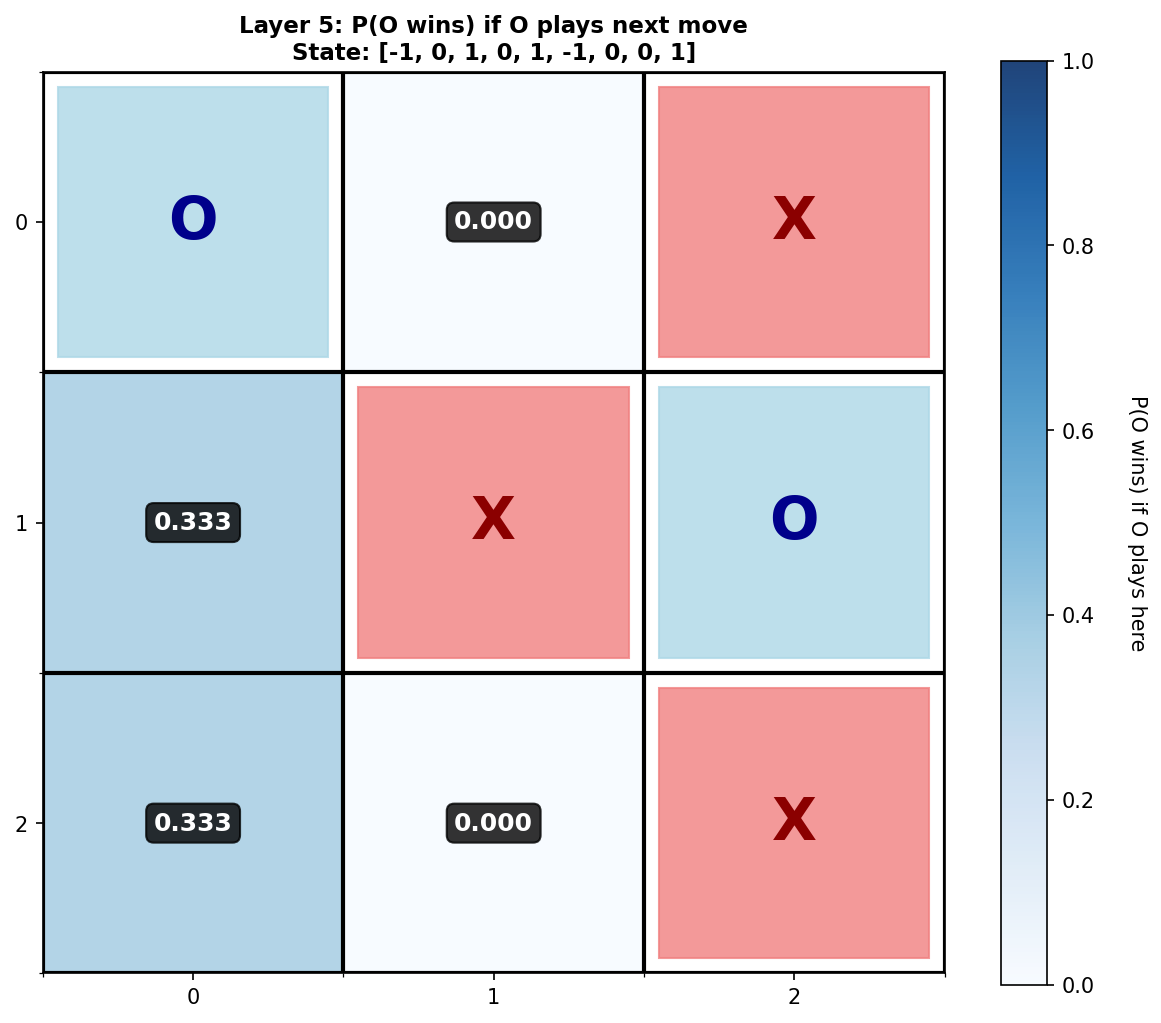 Layer 5: P(O wins) if O plays next move
State: [-1, 0, 1, 0, 1, -1, 0, 0, 1]
0
O
0.000
X
1
0.333
X
O
2
0.333
0.000
X
0
1
2
1.0
0.8
0.6
0.4
0.2
0.0
P(O wins) if O plays here